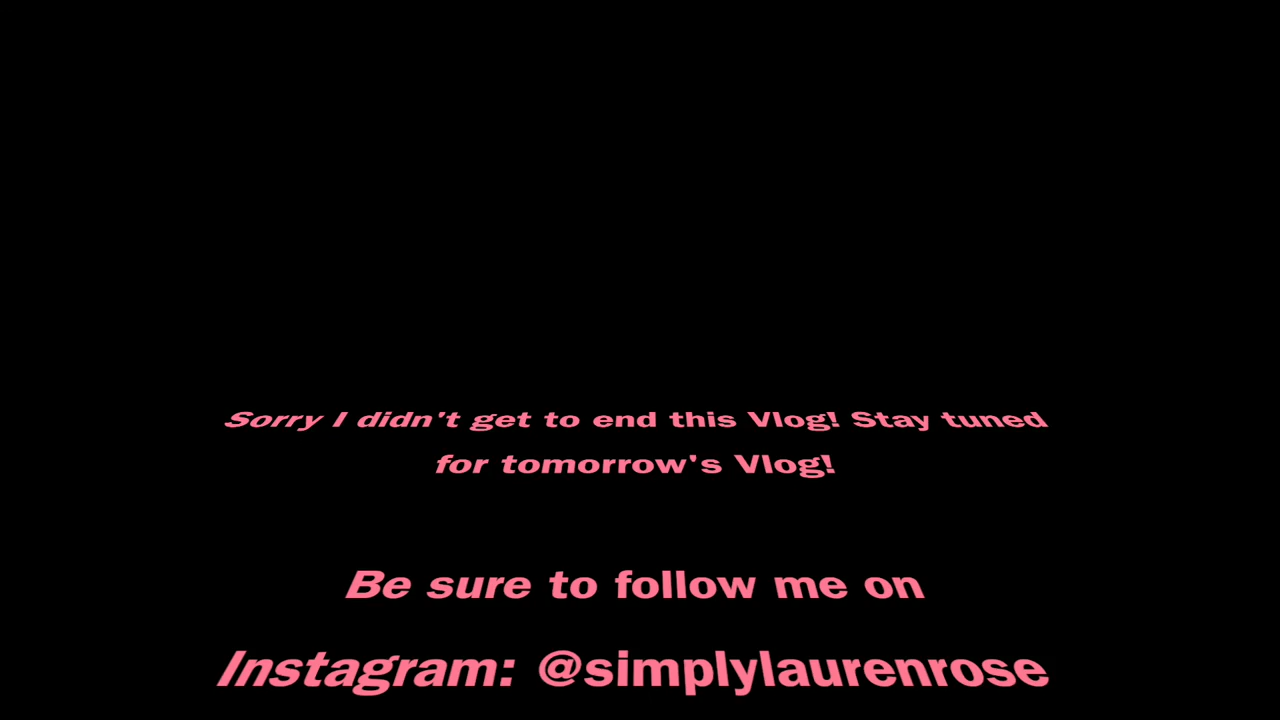 Sorry I didn't get to end this Vlog! Stay tuned
for tomorrow's Vlog!
Be sure to follow me on
Instagram: @simplylaurenrose